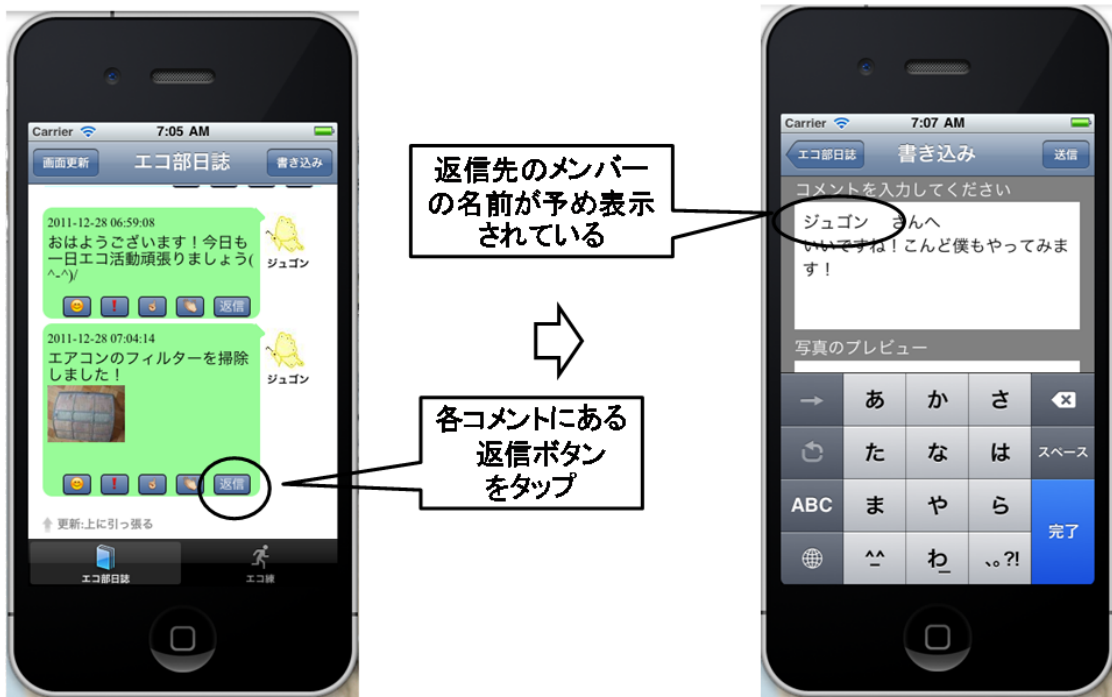 Carrier 7:05 AM
画面更新 エコ部日誌 書き込み
2011-12-28 06:59:08
おはようございます！今日も
一日エコ活動頑張りましょう(
^-^)/
ジュゴン
返信
2011-12-28 07:04:14
エアコンのフィルターを掃除
しました！
ジュゴン
返信
更新:上に引っ張る
エコ部日誌 エコ練
返信先のメンバー
の名前が予め表示
されている
各コメントにある
返信ボタン
をタップ
Carrier 7:07 AM
エコ部日誌 書き込み 送信
コメントを入力してください
ジュゴン さんへ
いいですね！こんど僕もやってみま
す！
写真のプレビュー
→ あ か さ
た な は スペース
ABC ま や ら 完了
^_^ わ_ 、。?!